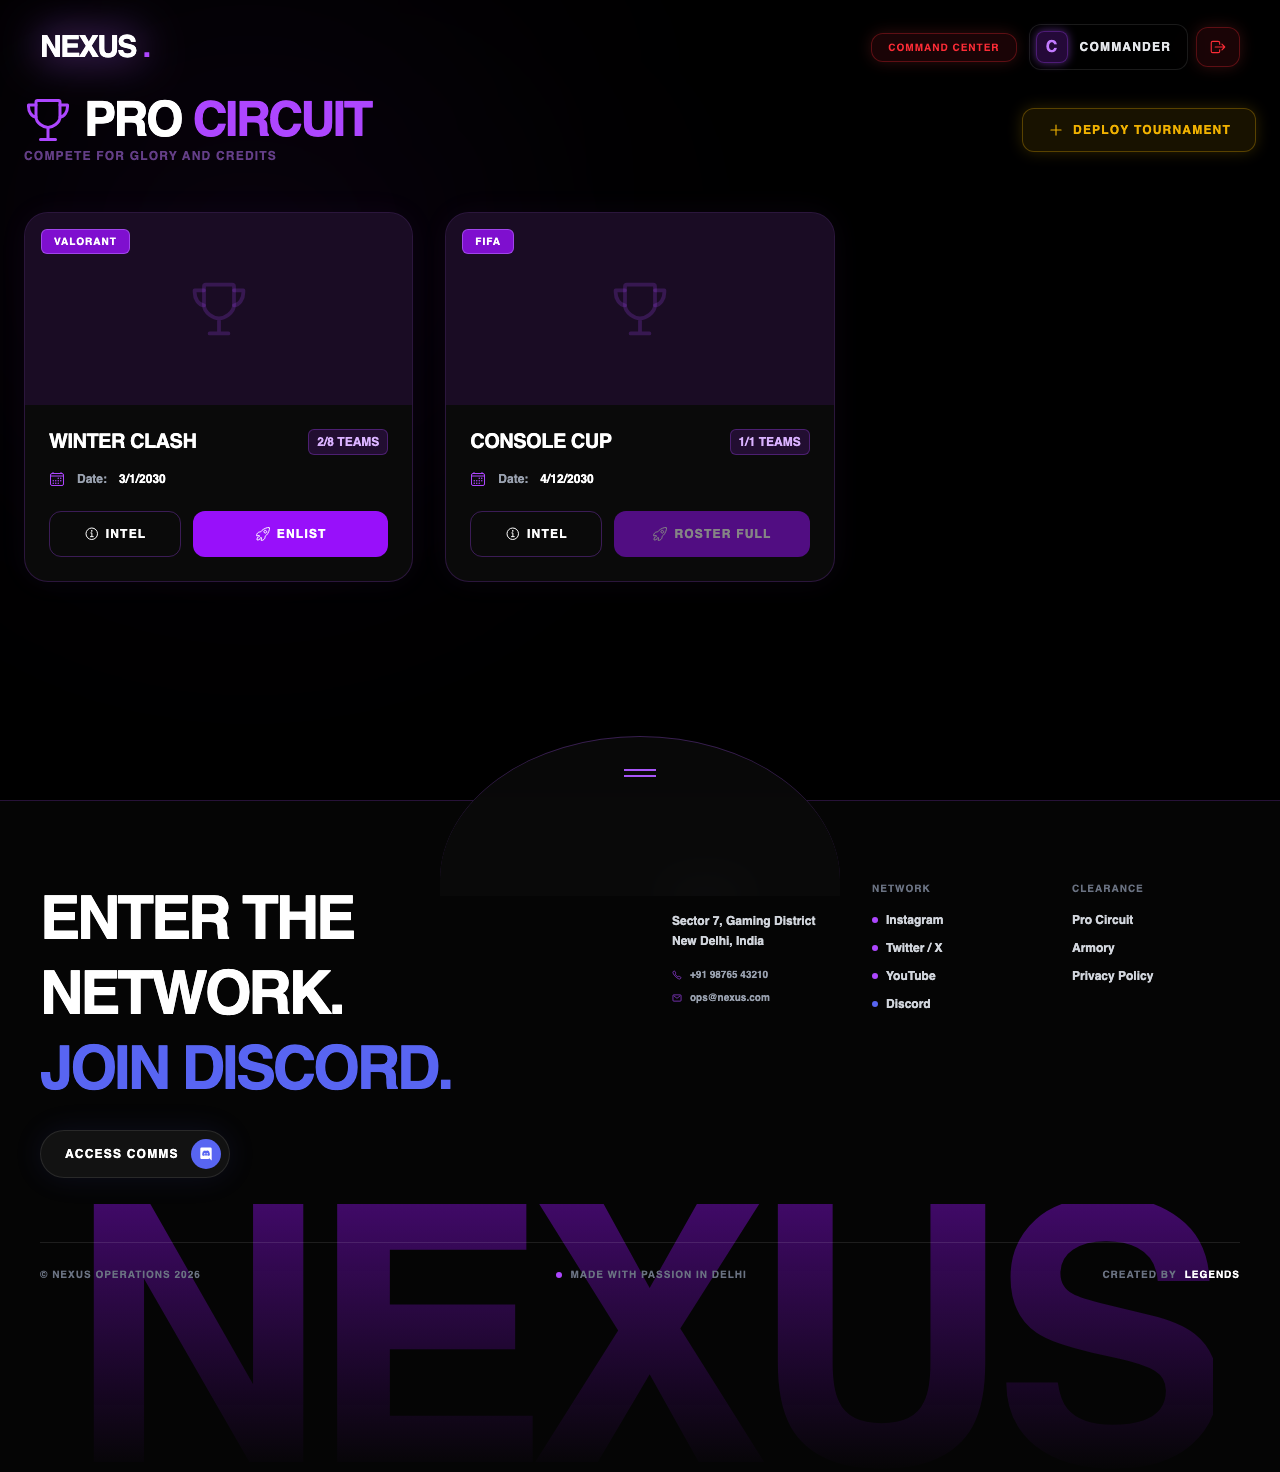 NEXUS.
COMMAND CENTER
C
COMMANDER
PRO CIRCUIT
COMPETE FOR GLORY AND CREDITS
DEPLOY TOURNAMENT
VALORANT
WINTER CLASH
2/8 TEAMS
Date: 3/1/2030
INTEL
ENLIST
FIFA
CONSOLE CUP
1/1 TEAMS
Date: 4/12/2030
INTEL
ROSTER FULL
ENTER THE
NETWORK.
JOIN DISCORD.
ACCESS COMMS
Sector 7, Gaming District
New Delhi, India
+91 98765 43210
ops@nexus.com
NETWORK
Instagram
Twitter / X
YouTube
Discord
CLEARANCE
Pro Circuit
Armory
Privacy Policy
NEXUS
© NEXUS OPERATIONS 2026
MADE WITH PASSION IN DELHI
CREATED BY LEGENDS